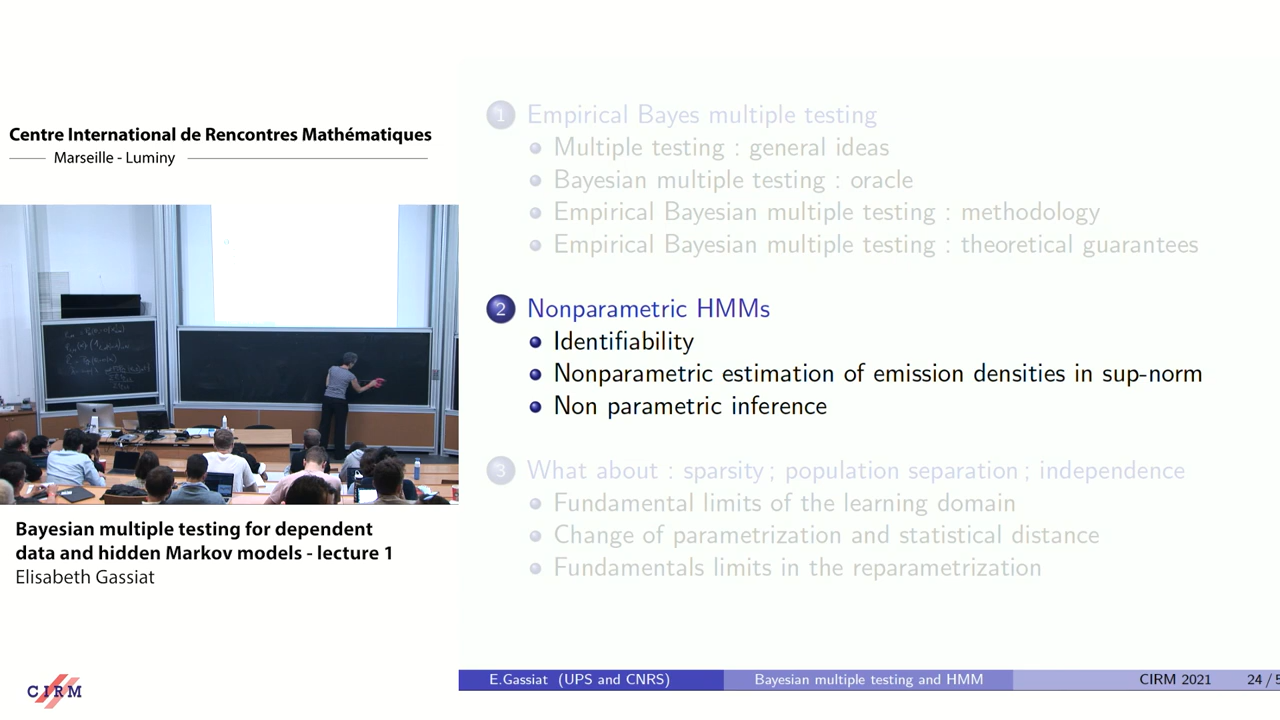 Centre International de Rencontres Mathématiques
Marseille - Luminy
Bayesian multiple testing for dependent
data and hidden Markov models - lecture 1
Elisabeth Gassiat
CIRM
1 Empirical Bayes multiple testing
Multiple testing : general ideas
Bayesian multiple testing : oracle
Empirical Bayesian multiple testing : methodology
Empirical Bayesian multiple testing : theoretical guarantees
2 Nonparametric HMMs
Identifiability
Nonparametric estimation of emission densities in sup-norm
Non parametric inference
3 What about : sparsity ; population separation ; independence
Fundamental limits of the learning domain
Change of parametrization and statistical distance
Fundamentals limits in the reparametrization
E.Gassiat (UPS and CNRS) Bayesian multiple testing and HMM CIRM 2021 24 / 5